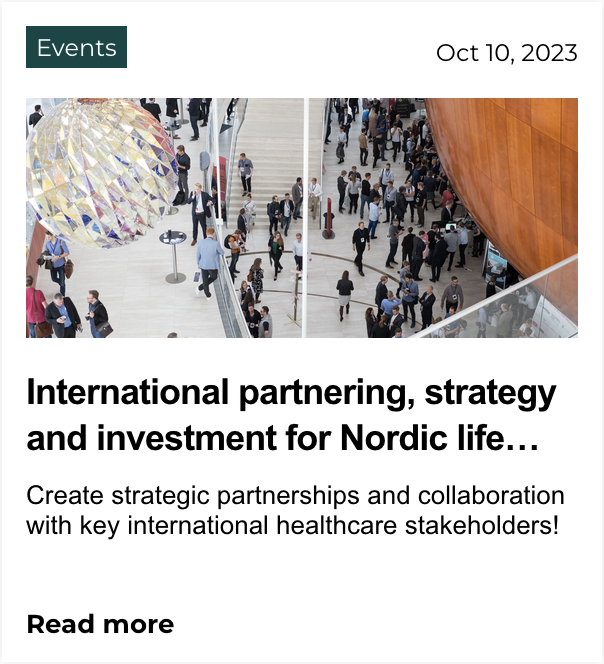 Events
Oct 10, 2023
International partnering, strategy
and investment for Nordic life…
Create strategic partnerships and collaboration
with key international healthcare stakeholders!
Read more